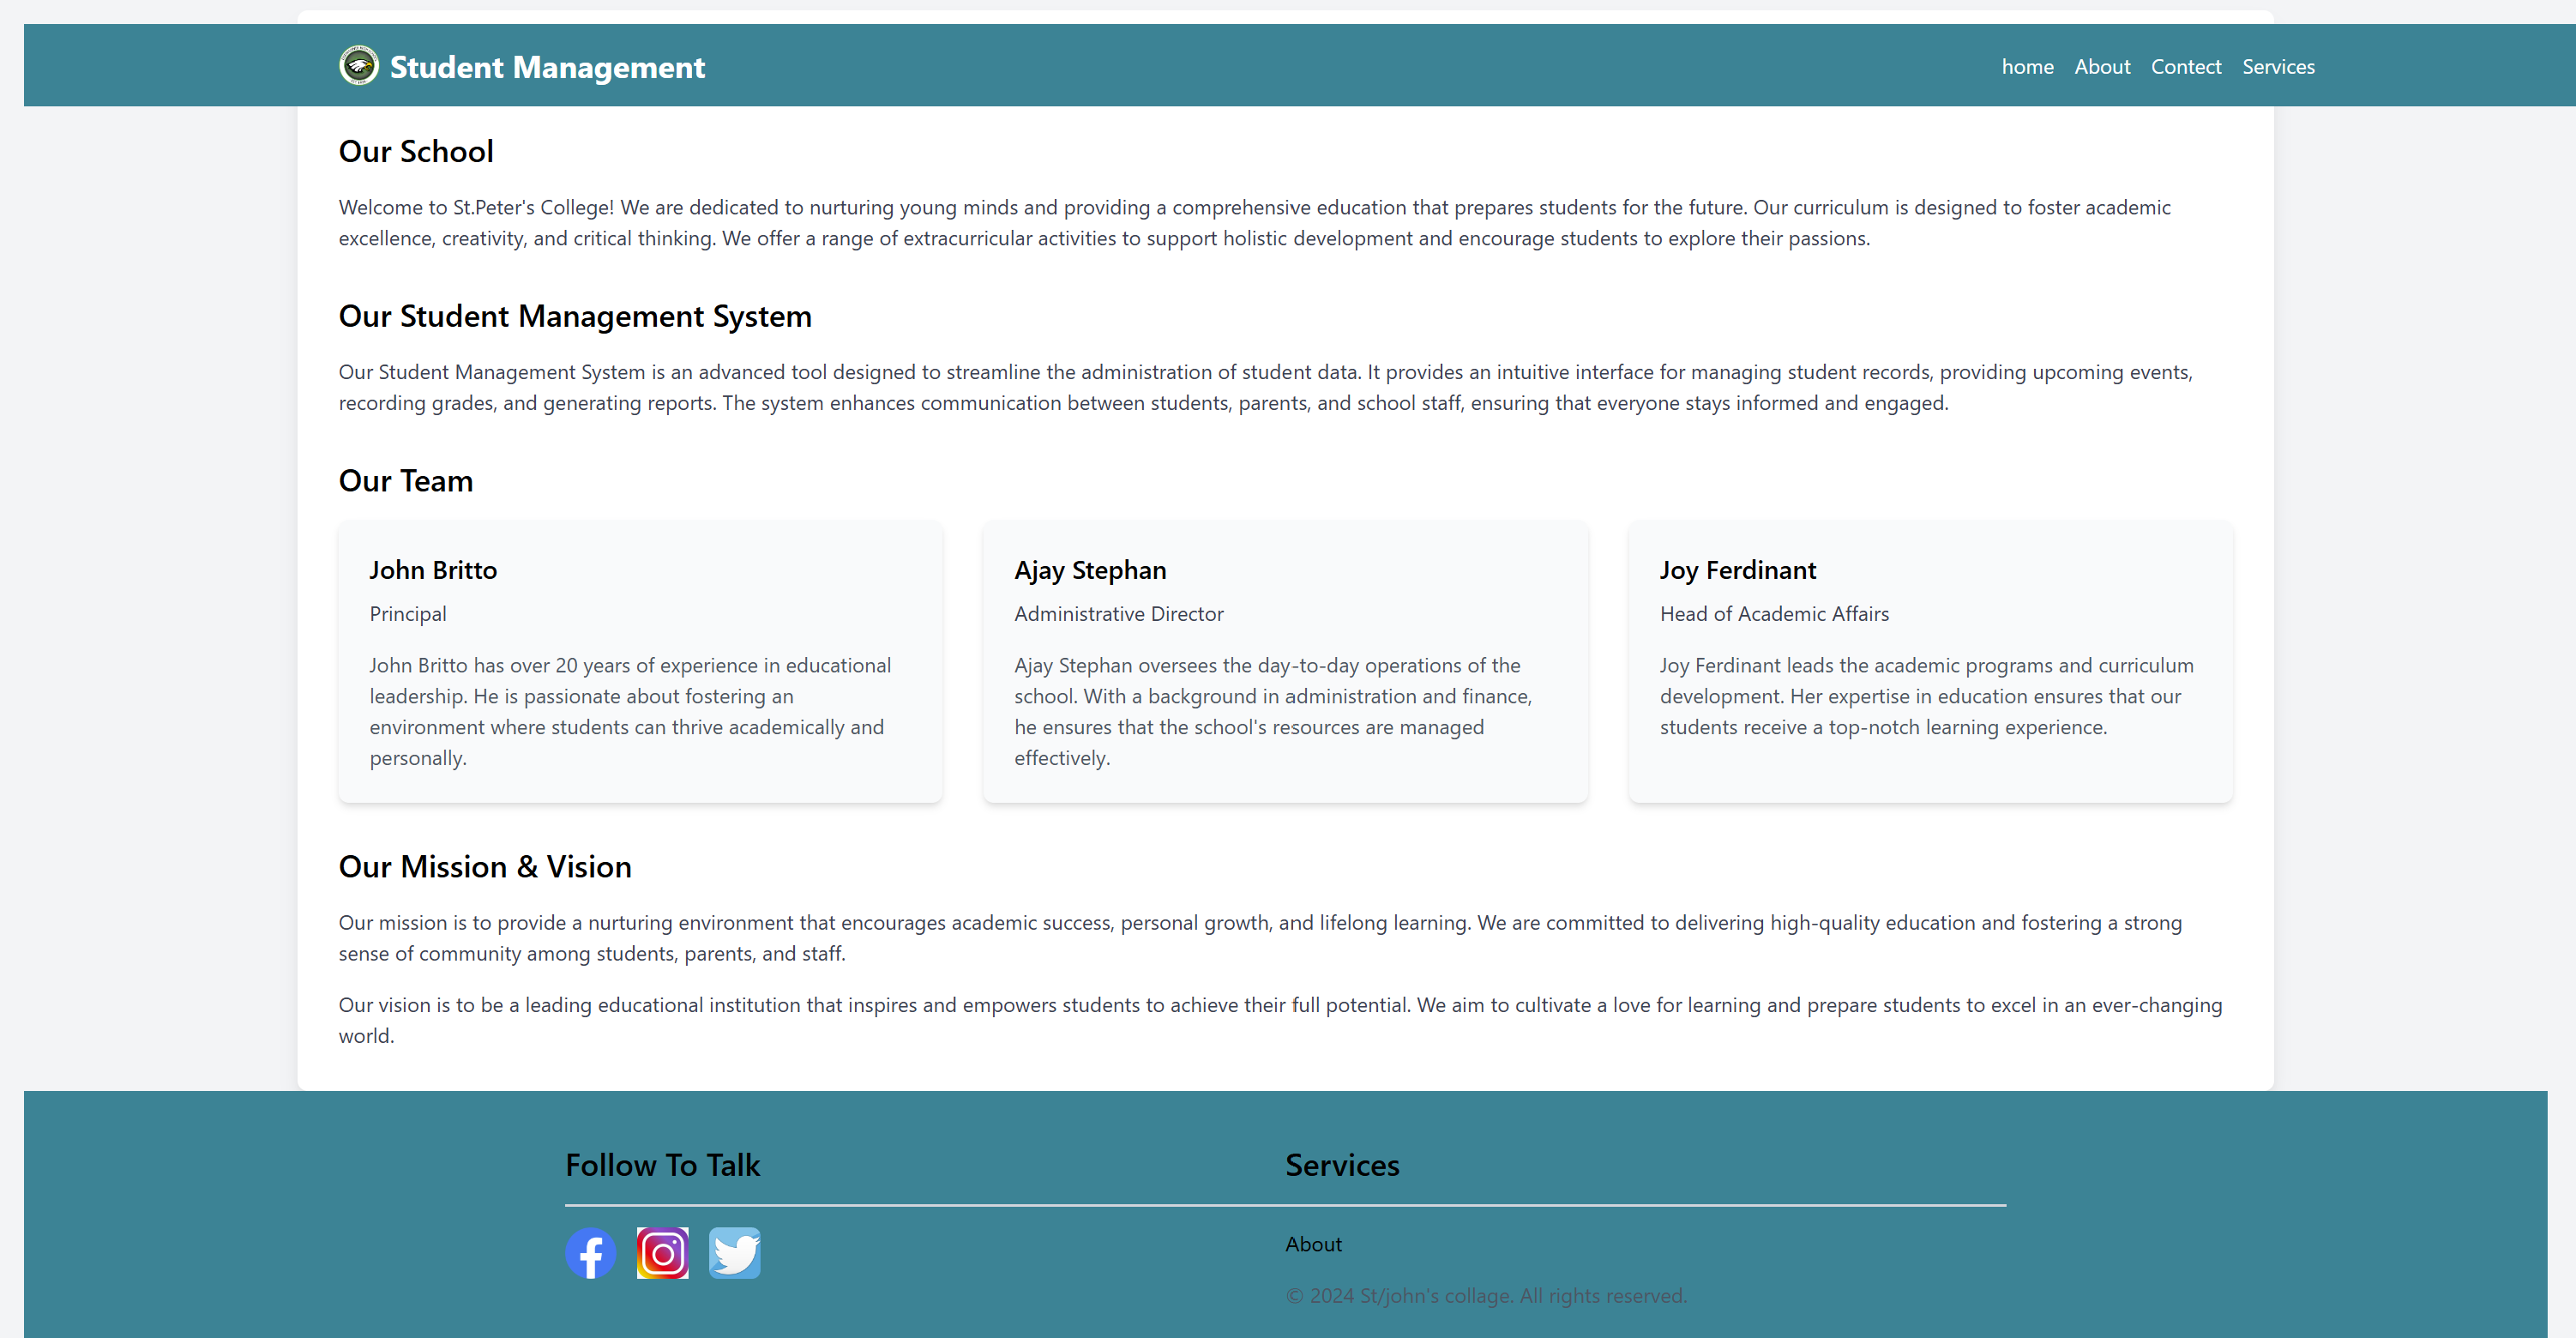 Student Management
home About Contect Services
Our School
Welcome to St.Peter's College! We are dedicated to nurturing young minds and providing a comprehensive education that prepares students for the future. Our curriculum is designed to foster academic
excellence, creativity, and critical thinking. We offer a range of extracurricular activities to support holistic development and encourage students to explore their passions.
Our Student Management System
Our Student Management System is an advanced tool designed to streamline the administration of student data. It provides an intuitive interface for managing student records, providing upcoming events,
recording grades, and generating reports. The system enhances communication between students, parents, and school staff, ensuring that everyone stays informed and engaged.
Our Team
John Britto
Principal
John Britto has over 20 years of experience in educational
leadership. He is passionate about fostering an
environment where students can thrive academically and
personally.
Ajay Stephan
Administrative Director
Ajay Stephan oversees the day-to-day operations of the
school. With a background in administration and finance,
he ensures that the school's resources are managed
effectively.
Joy Ferdinant
Head of Academic Affairs
Joy Ferdinant leads the academic programs and curriculum
development. Her expertise in education ensures that our
students receive a top-notch learning experience.
Our Mission & Vision
Our mission is to provide a nurturing environment that encourages academic success, personal growth, and lifelong learning. We are committed to delivering high-quality education and fostering a strong
sense of community among students, parents, and staff.
Our vision is to be a leading educational institution that inspires and empowers students to achieve their full potential. We aim to cultivate a love for learning and prepare students to excel in an ever-changing
world.
Follow To Talk
Services
About
© 2024 St/john's collage. All rights reserved.